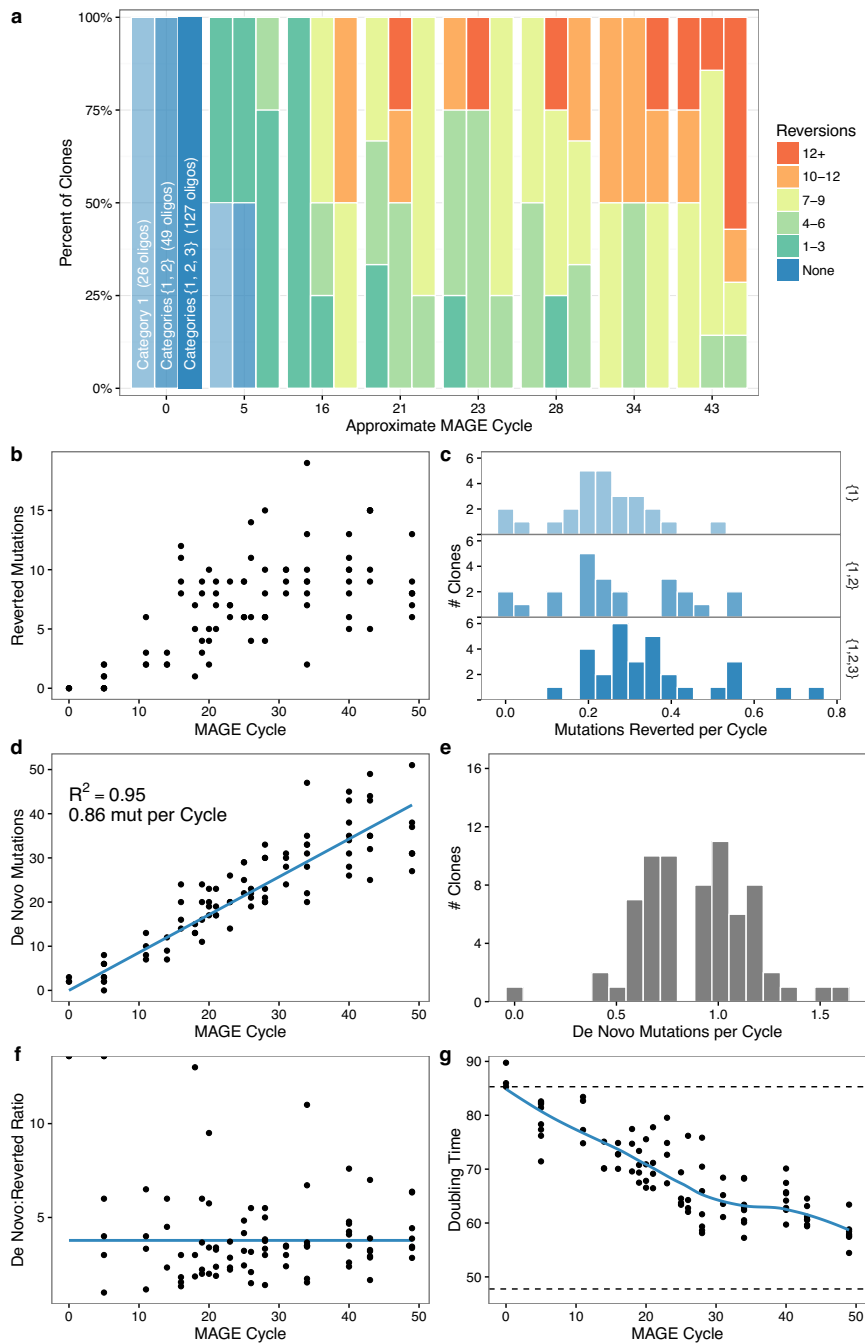 a
100%
75%
50%
25%
0%
Percent of Clones
Category 1 (26 oligos)
Categories {1, 2} (49 oligos)
Categories {1, 2, 3} (127 oligos)
0 5 16 21 23 28 34 43
Approximate MAGE Cycle
Reversions
12+
10–12
7–9
4–6
1–3
None
b
15
10
5
0
Reverted Mutations
0 10 20 30 40 50
MAGE Cycle
c
6
4
2
{1}
6
4
2
{1,2}
6
4
2
{1,2,3}
# Clones
0.0 0.2 0.4 0.6 0.8
Mutations Reverted per Cycle
d
50
40
30
20
10
0
De Novo Mutations
R² = 0.95
0.86 mut per Cycle
0 10 20 30 40 50
MAGE Cycle
e
16
12
8
4
0
# Clones
0.0 0.5 1.0 1.5
De Novo Mutations per Cycle
f
10
5
De Novo:Reverted Ratio
0 10 20 30 40 50
MAGE Cycle
g
90
80
70
60
50
Doubling Time
0 10 20 30 40 50
MAGE Cycle